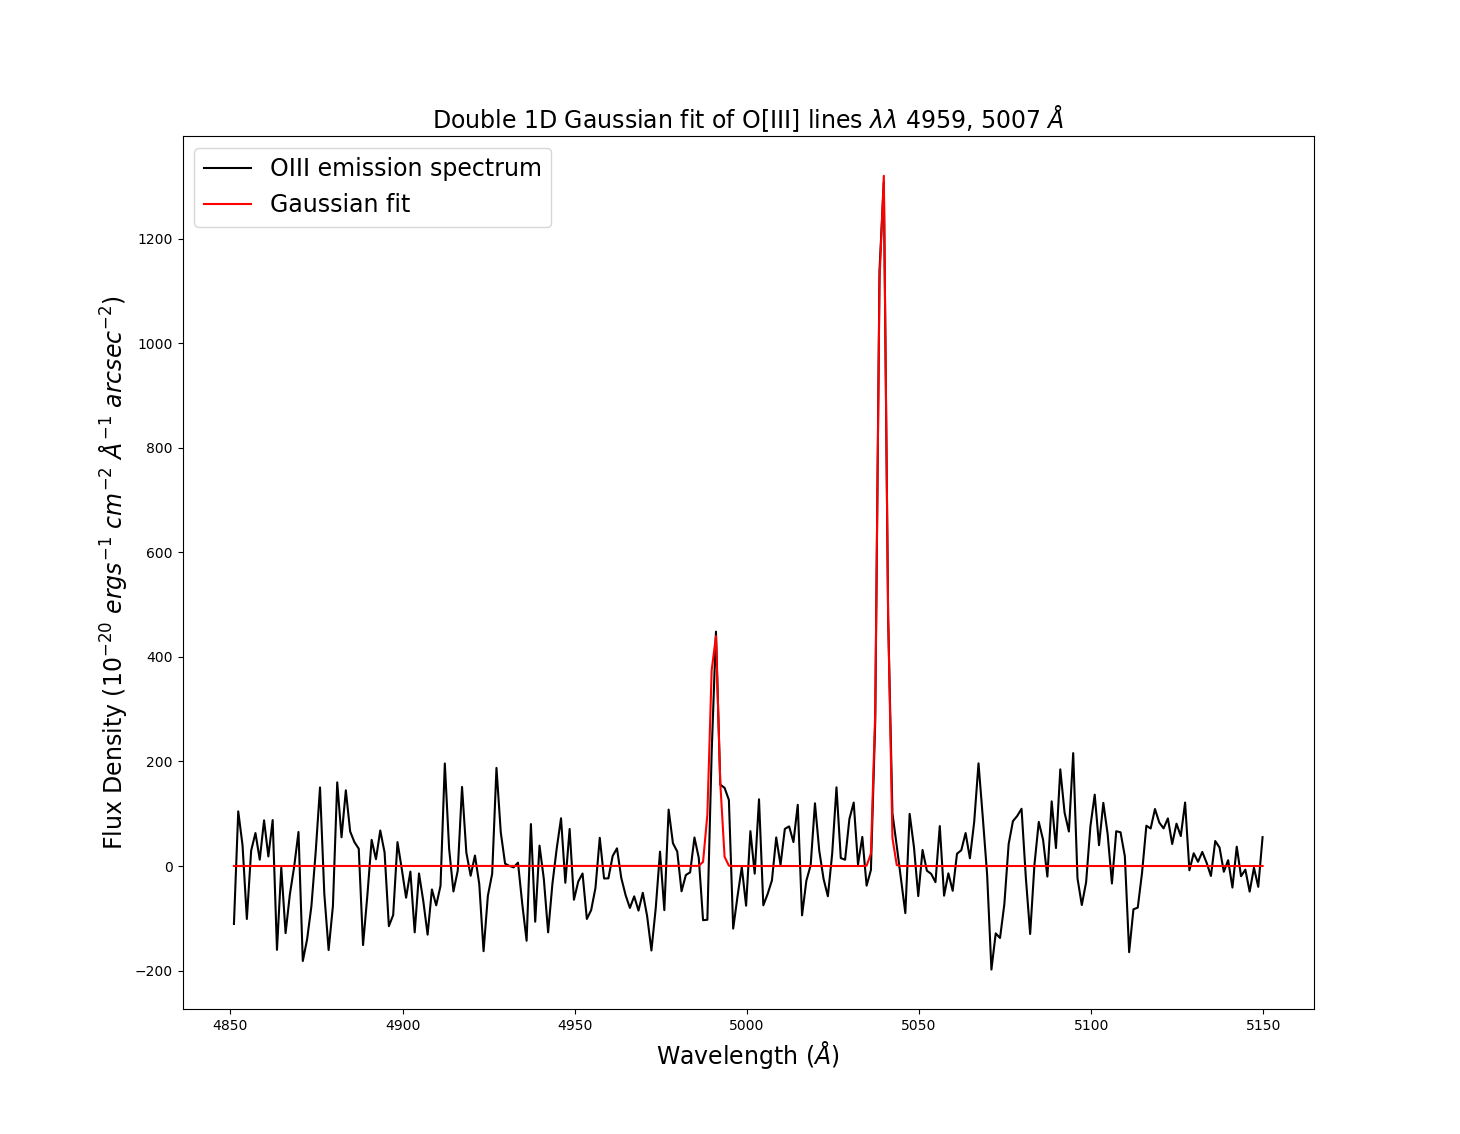 Double 1D Gaussian fit of O[III] lines λλ 4959, 5007 Å
OIII emission spectrum
Gaussian fit
Flux Density (10⁻²⁰ ergs⁻¹ cm⁻² Å⁻¹ arcsec⁻²)
1200
1000
800
600
400
200
0
−200
4850 4900 4950 5000 5050 5100 5150
Wavelength (Å)